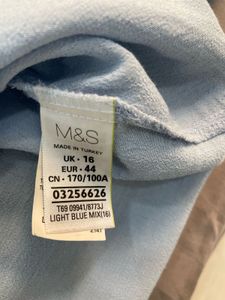 M&S
MADE IN TURKEY
UK · 16
EUR · 44
CN · 170/100A
03256626
T69 09941/8773J
LIGHT BLUE MIX(16)